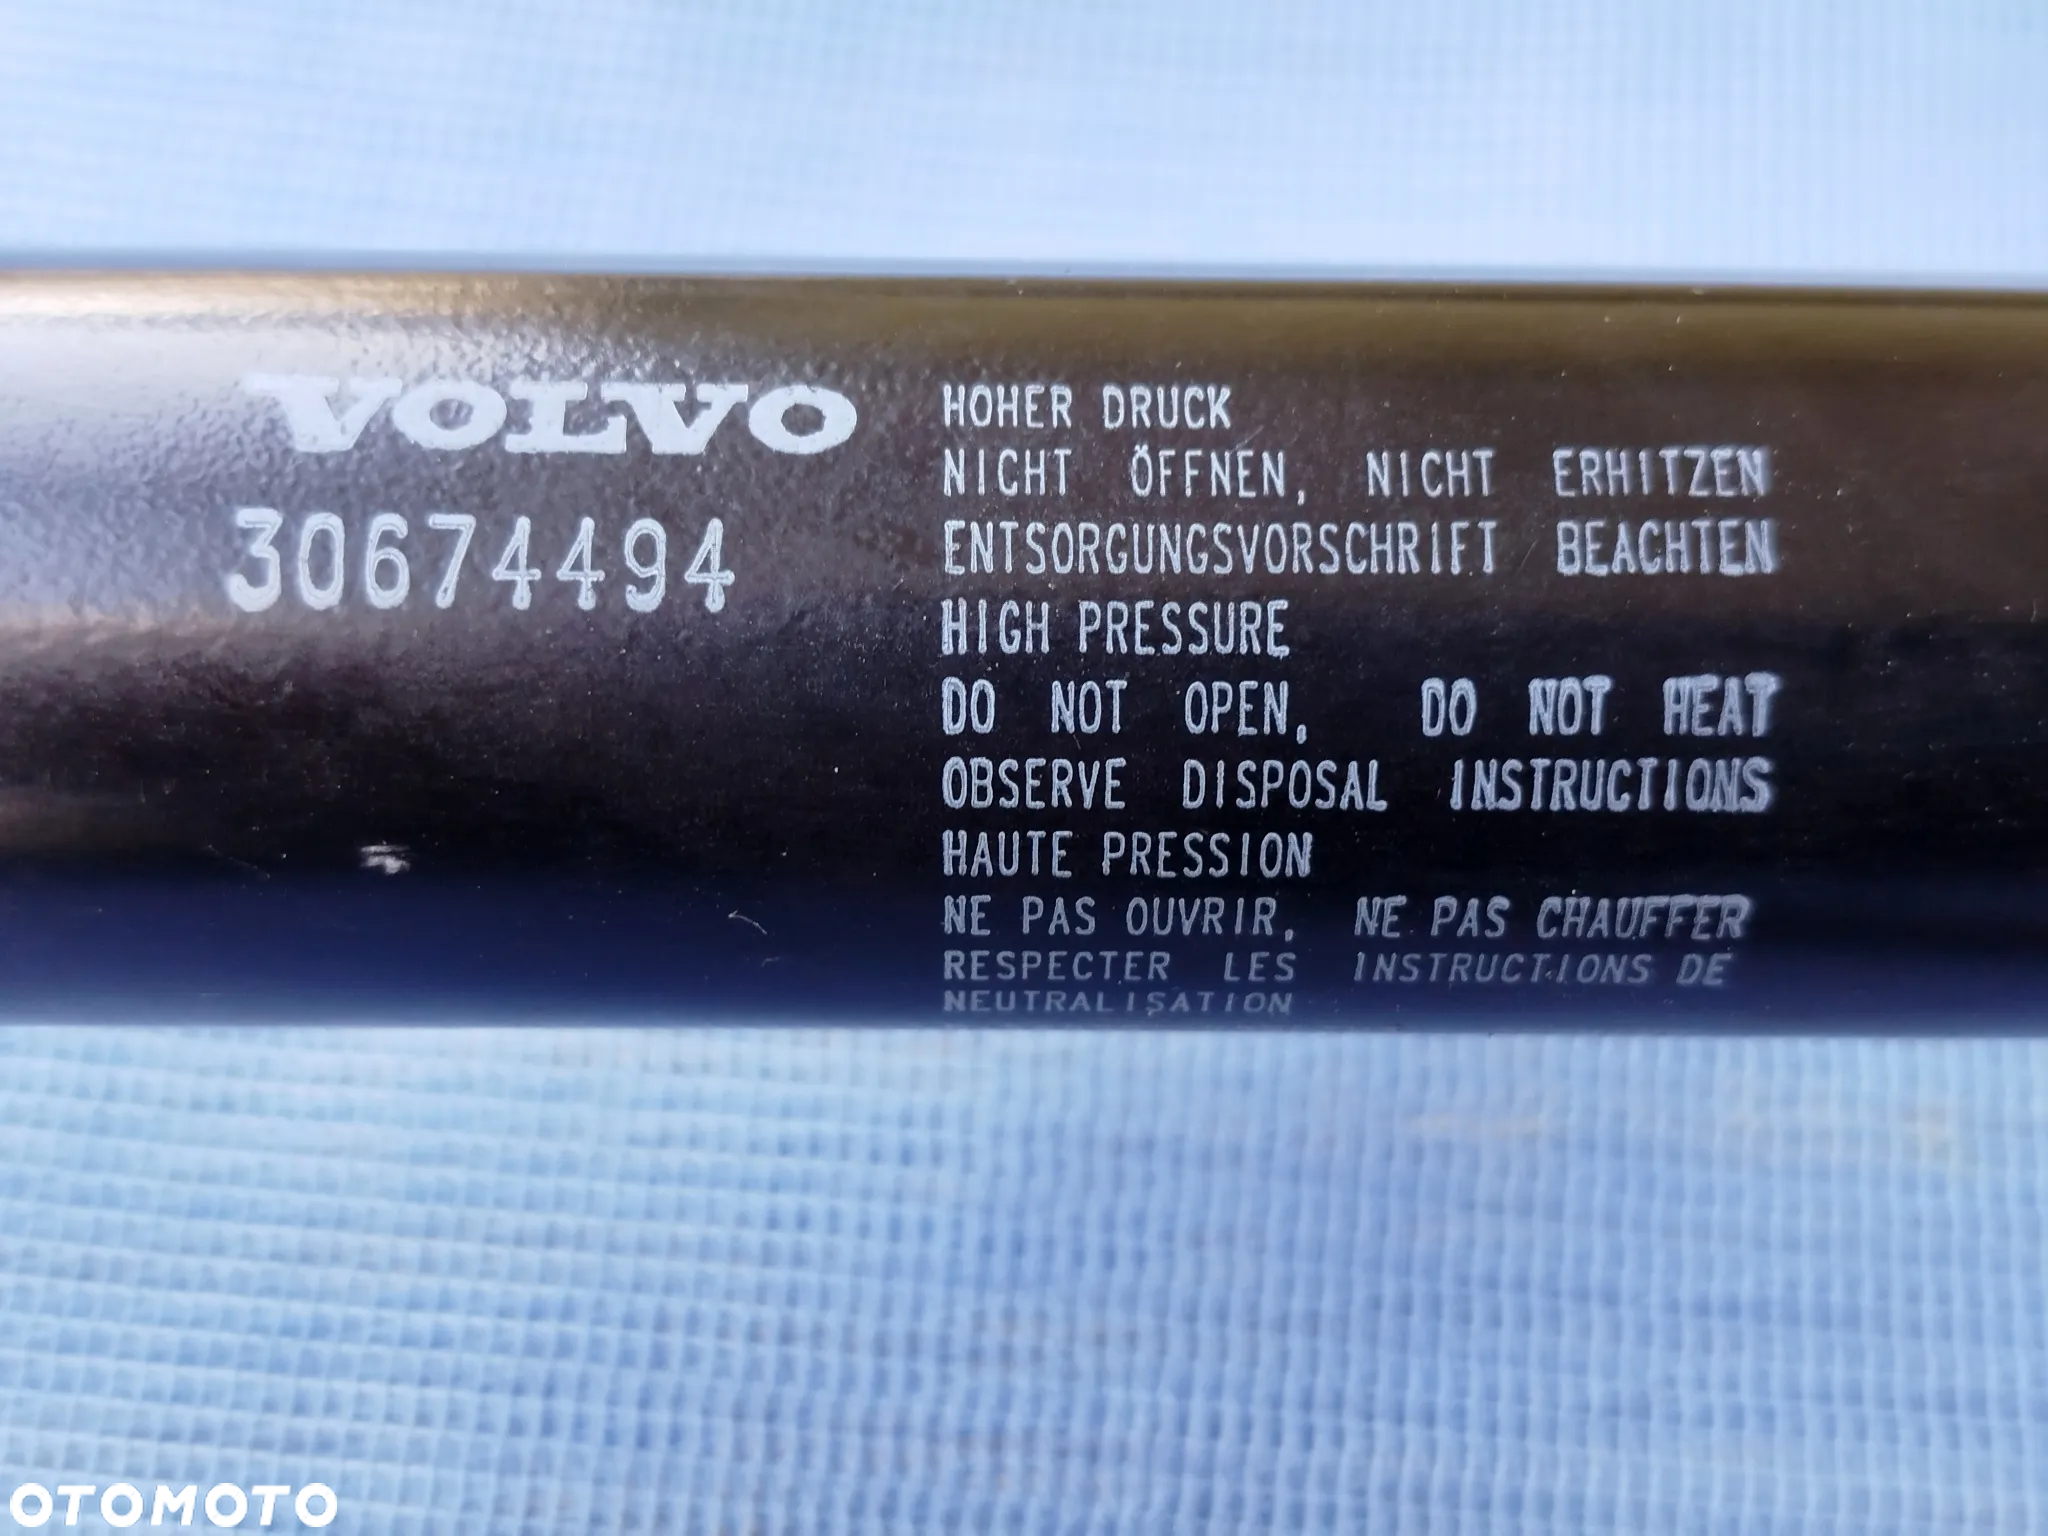 VOLVO
30674494
HOHER DRUCK
NICHT ÖFFNEN, NICHT ERHITZEN
ENTSORGUNGSVORSCHRIFT BEACHTEN
HIGH PRESSURE
DO NOT OPEN, DO NOT HEAT
OBSERVE DISPOSAL INSTRUCTIONS
HAUTE PRESSION
NE PAS OUVRIR, NE PAS CHAUFFER
RESPECTER LES INSTRUCTIONS DE
NEUTRALISATION
OTOMOTO